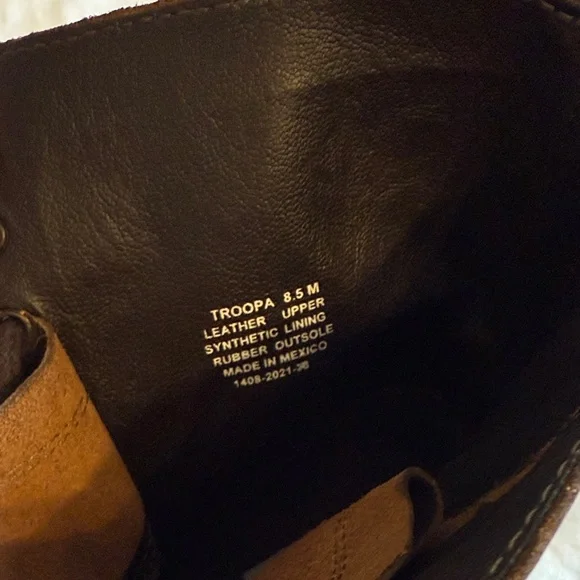 TROOPA 8.5 M
LEATHER UPPER
SYNTHETIC LINING
RUBBER OUTSOLE
MADE IN MEXICO
1408-2021-36